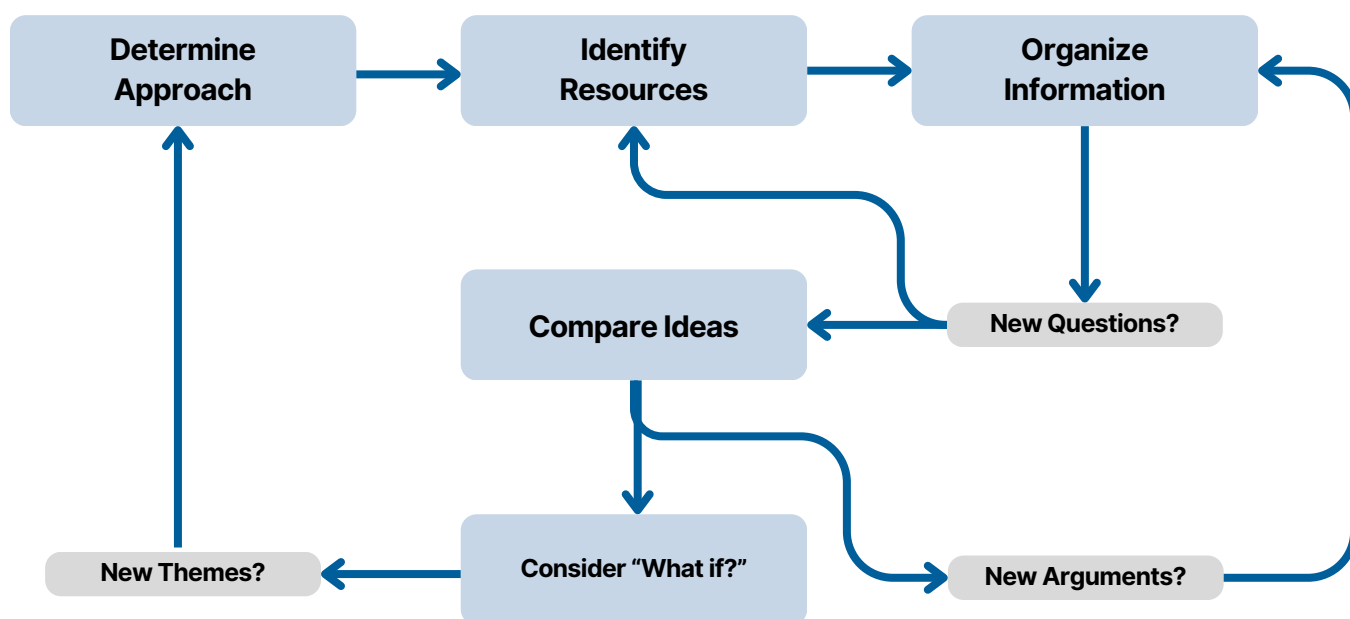 Determine
Approach
Identify
Resources
Organize
Information
Compare Ideas
New Questions?
Consider “What if?”
New Themes?
New Arguments?